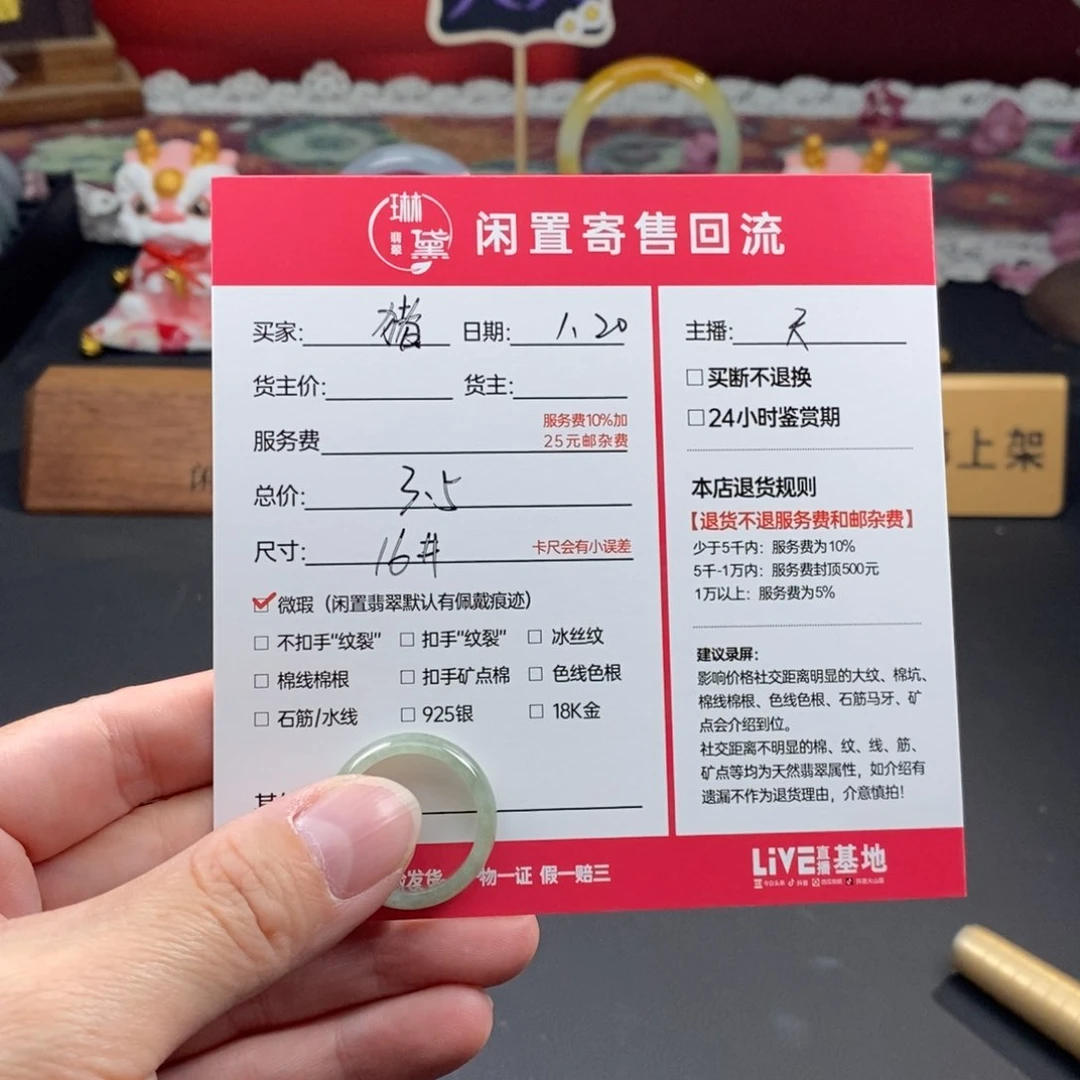 琳黛
翡翠
闲置寄售回流
买家: 猪 日期: 1、20
货主价: 货主:
服务费 服务费10%加
25元邮杂费
总价: 3、5
尺寸: 16# 卡尺会有小误差
微瑕（闲置翡翠默认有佩戴痕迹）
□ 不扣手"纹裂" □ 扣手"纹裂" □ 冰丝纹
□ 棉线棉根 □ 扣手矿点棉 □ 色线色根
□ 石筋/水线 □ 925银 □ 18K金
发货 物一证 假一赔三
主播: 天
□ 买断不退换
□ 24小时鉴赏期
本店退货规则
【退货不退服务费和邮杂费】
少于5千内：服务费为10%
5千-1万内：服务费封顶500元
1万以上：服务费为5%
建议录屏：
影响价格社交距离明显的大纹、棉坑、
棉线棉根、色线色根、石筋马牙、矿
点会介绍到位。
社交距离不明显的棉、纹、线、筋、
矿点等均为天然翡翠属性，如介绍有
遗漏不作为退货理由，介意慎拍！
LiVE直播基地
上架